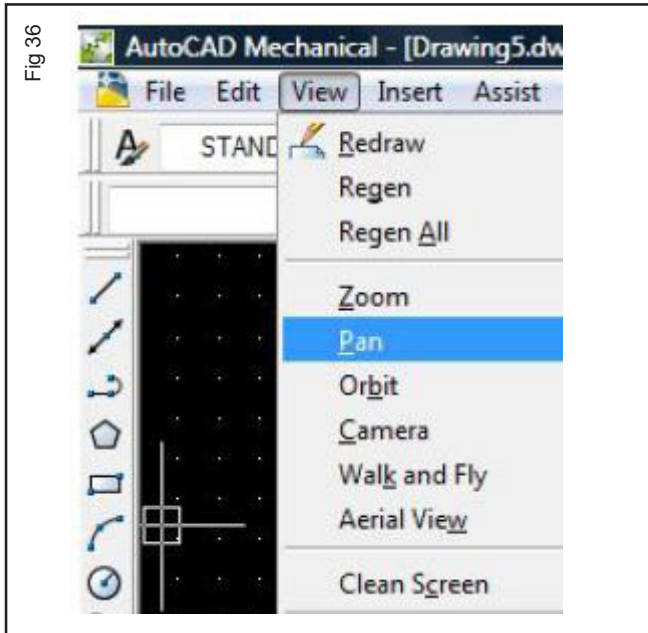 Fig 36
AutoCAD Mechanical - [Drawing5.dw
File Edit View Insert Assist
STAND
Redraw
Regen
Regen All
Zoom
Pan
Orbit
Camera
Walk and Fly
Aerial View
Clean Screen